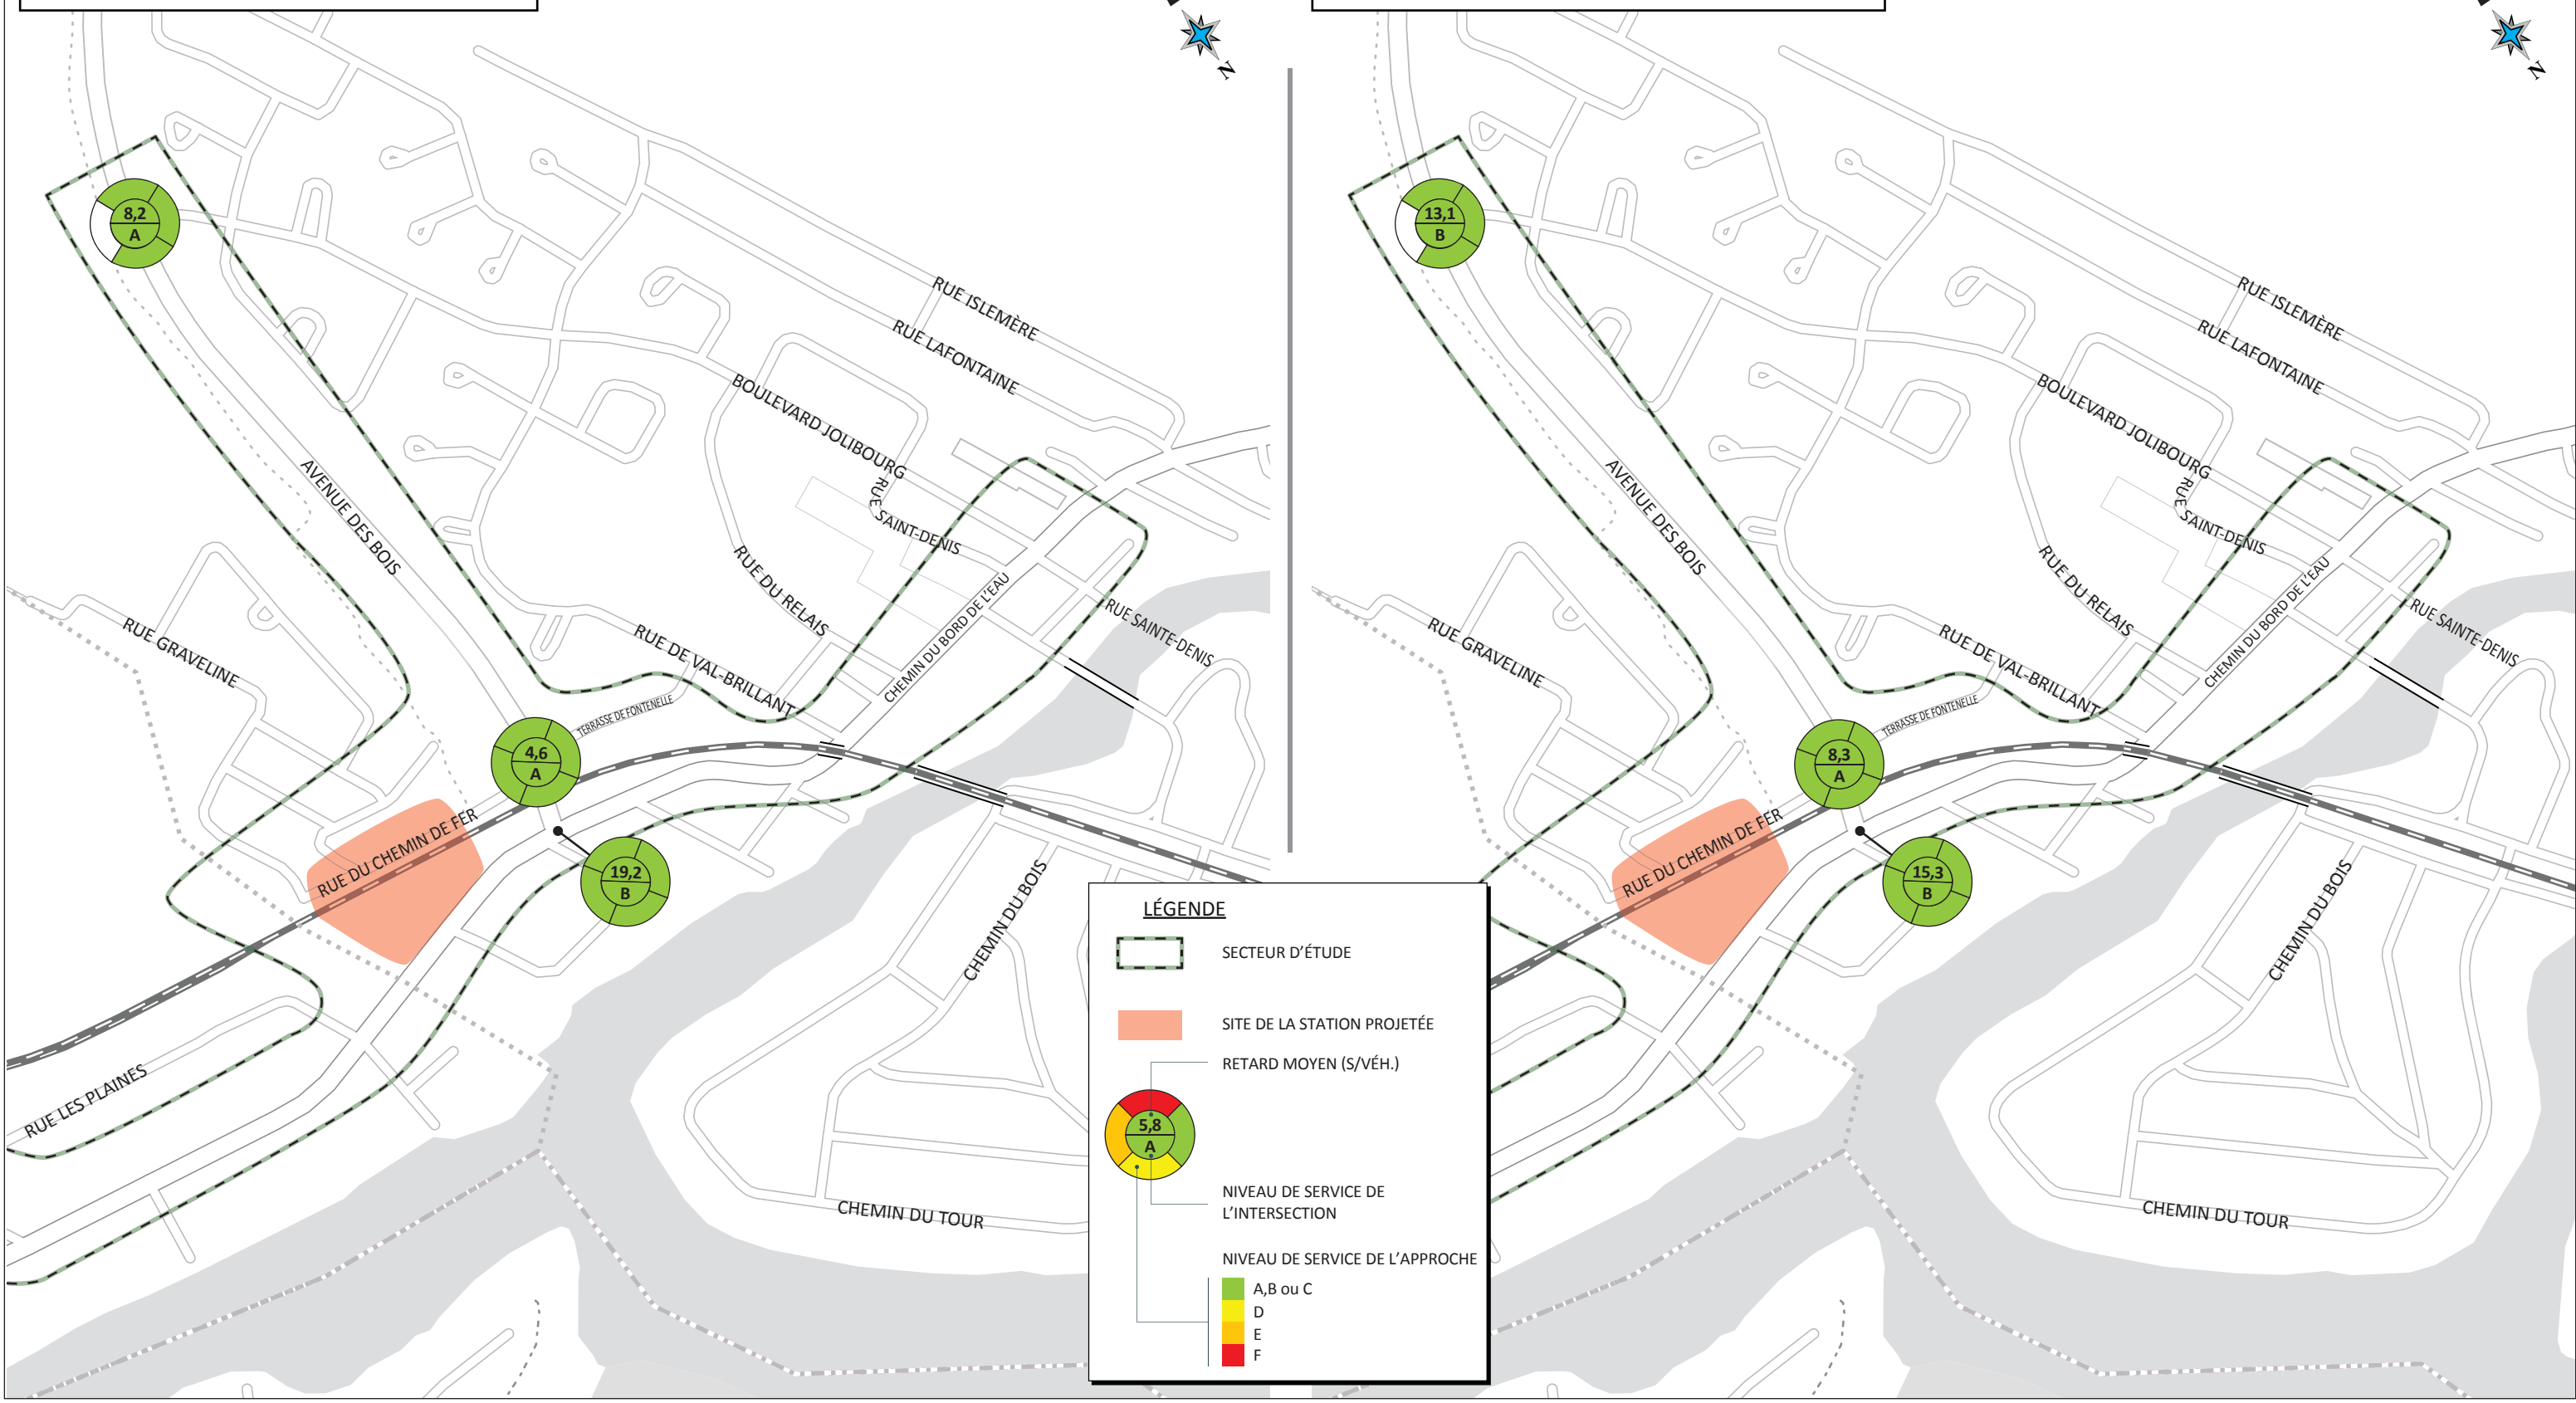 N
8,2
A
RUE ISLEMÈRE
RUE LAFONTAINE
BOULEVARD JOLIBOURG
RUE
SAINT-DENIS
AVENUE DES BOIS
RUE DU RELAIS
CHEMIN DU BORD DE L'EAU
RUE SAINTE-DENIS
RUE GRAVELINE
RUE DE VAL-BRILLANT
TERRASSE DE FONTENELLE
4,6
A
RUE DU CHEMIN DE FER
19,2
B
CHEMIN DU BOIS
RUE LES PLAINES
CHEMIN DU TOUR
N
13,1
B
RUE ISLEMÈRE
RUE LAFONTAINE
BOULEVARD JOLIBOURG
RUE
SAINT-DENIS
AVENUE DES BOIS
RUE DU RELAIS
CHEMIN DU BORD DE L'EAU
RUE SAINTE-DENIS
RUE GRAVELINE
RUE DE VAL-BRILLANT
TERRASSE DE FONTENELLE
8,3
A
RUE DU CHEMIN DE FER
15,3
B
CHEMIN DU BOIS
CHEMIN DU TOUR
LÉGENDE
SECTEUR D'ÉTUDE
SITE DE LA STATION PROJETÉE
RETARD MOYEN (S/VÉH.)
5,8
A
NIVEAU DE SERVICE DE
L'INTERSECTION
NIVEAU DE SERVICE DE L'APPROCHE
A,B ou C
D
E
F